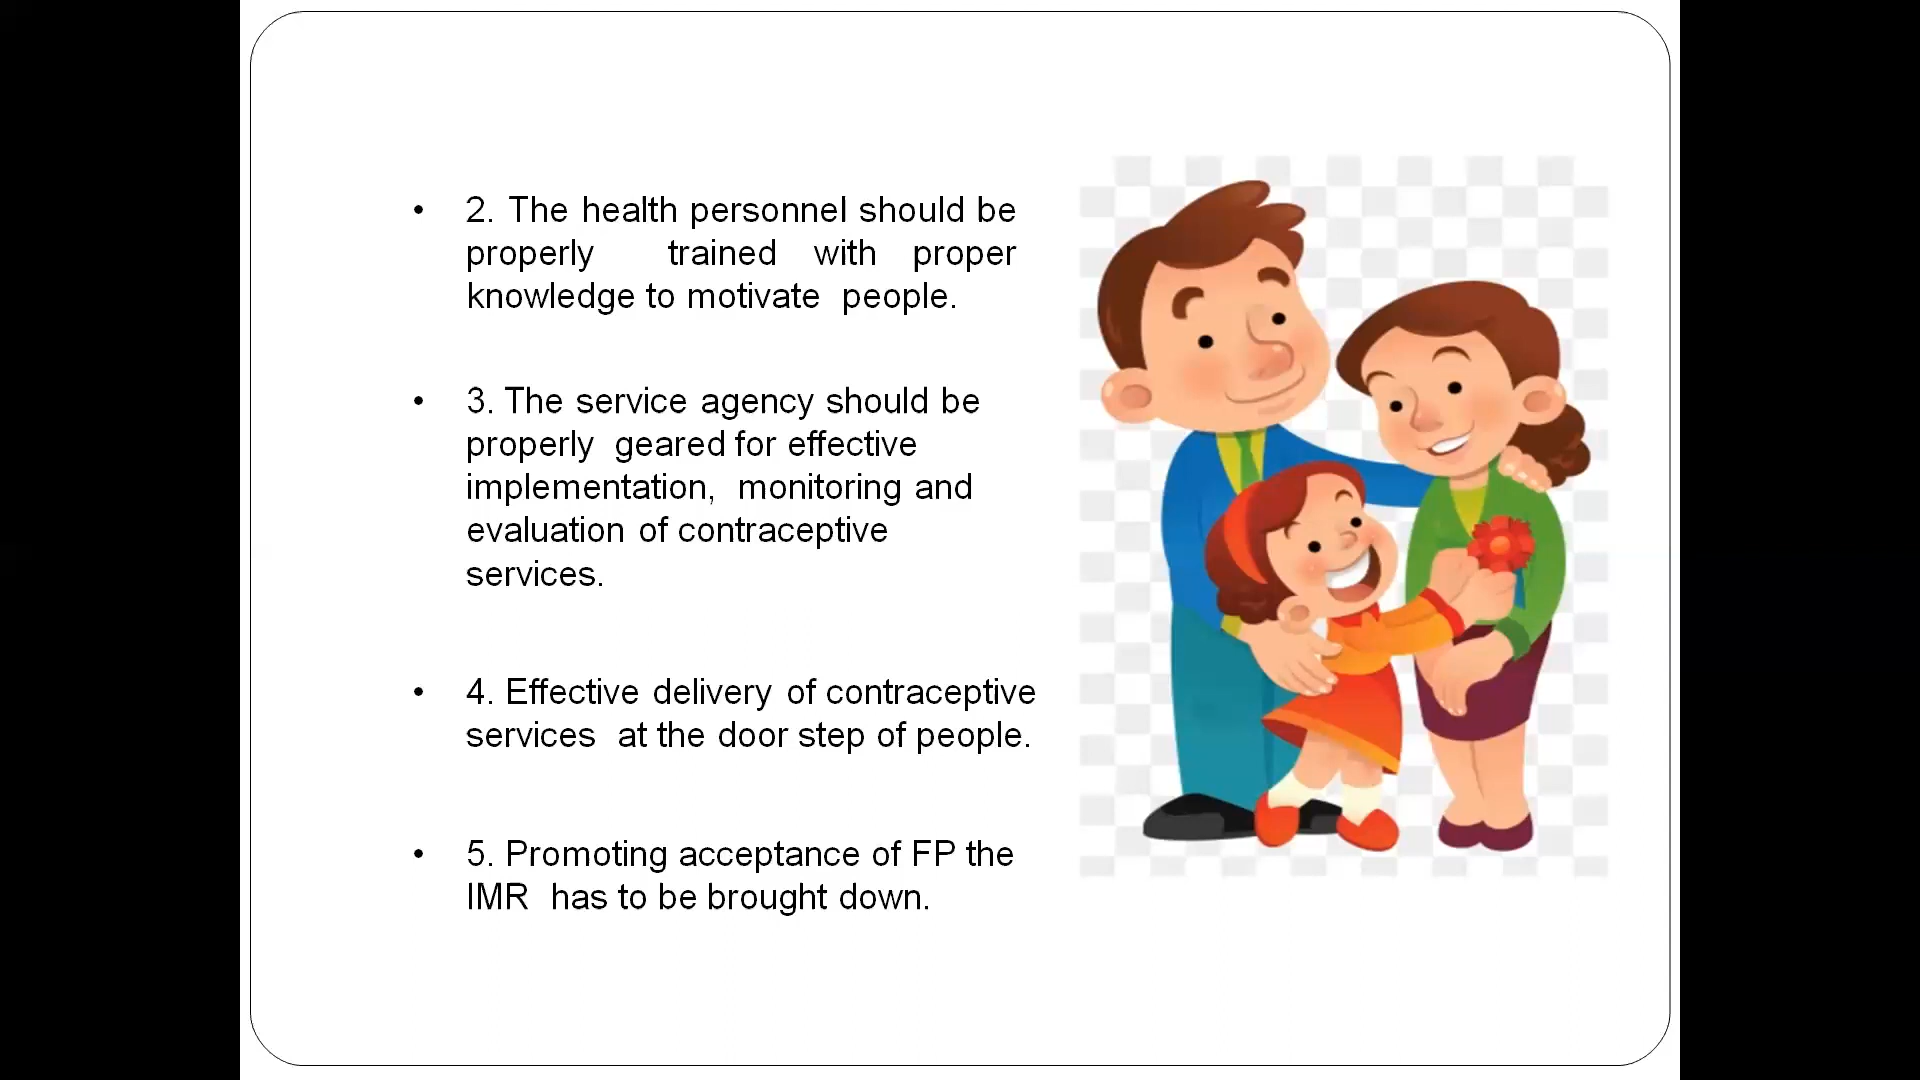 • 2. The health personnel should be
properly trained with proper
knowledge to motivate people.
• 3. The service agency should be
properly geared for effective
implementation, monitoring and
evaluation of contraceptive
services.
• 4. Effective delivery of contraceptive
services at the door step of people.
• 5. Promoting acceptance of FP the
IMR has to be brought down.